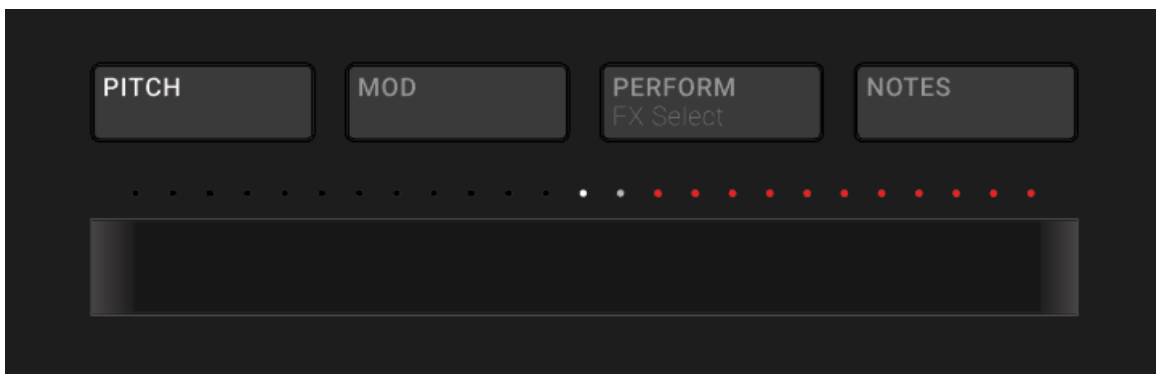 PITCH
MOD
PERFORM
FX Select
NOTES